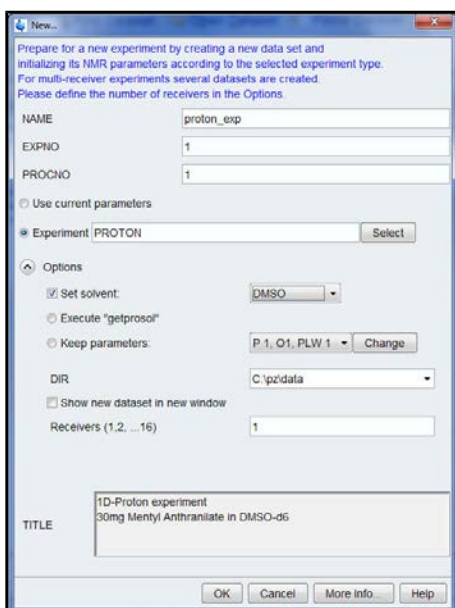 New...
Prepare for a new experiment by creating a new data set and
initializing its NMR parameters according to the selected experiment type.
For multi-receiver experiments several datasets are created.
Please define the number of receivers in the Options.
NAME proton_exp
EXPNO 1
PROCNO 1
Use current parameters
Experiment PROTON Select
Options
Set solvent: DMSO
Execute "getprosol"
Keep parameters: P 1, O1, PLW 1 Change
DIR C:\pz\data
Show new dataset in new window
Receivers (1,2, ...16) 1
TITLE
1D-Proton experiment
30mg Mentyl Anthranilate in DMSO-d6
OK Cancel More Info... Help